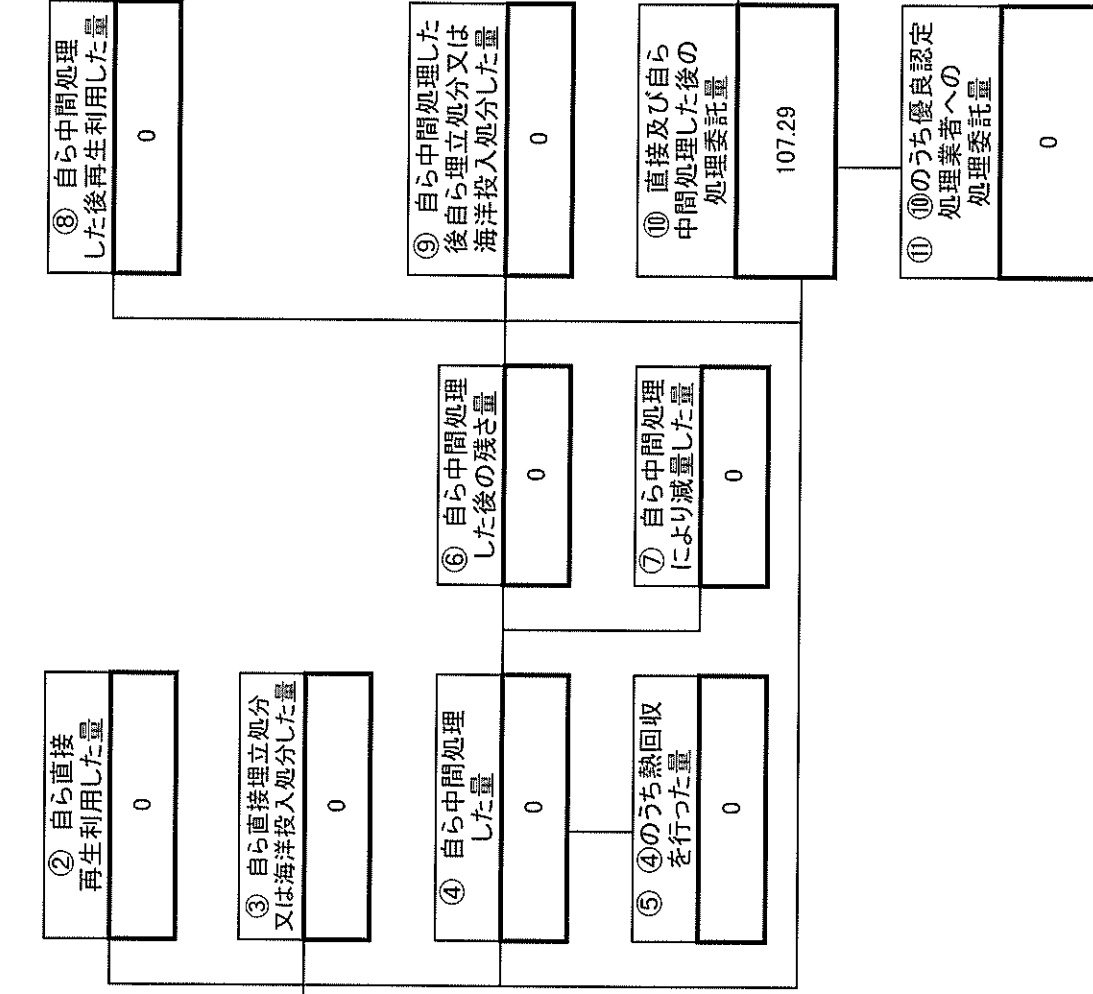 ② 自ら直接
再生利用した量
0
③ 自ら直接埋立処分
又は海洋投入処分した量
0
④ 自ら中間処理
した量
0
⑤ ④のうち熱回収
を行った量
0
⑥ 自ら中間処理
した後の残さ量
0
⑦ 自ら中間処理
により減量した量
0
⑧ 自ら中間処理
した後再生利用した量
0
⑨ 自ら中間処理した
後自ら埋立処分又は
海洋投入処分した量
0
⑩ 直接及び自ら
中間処理した後の
処理委託量
107.29
⑪ ⑩のうち優良認定
処理業者への
処理委託量
0